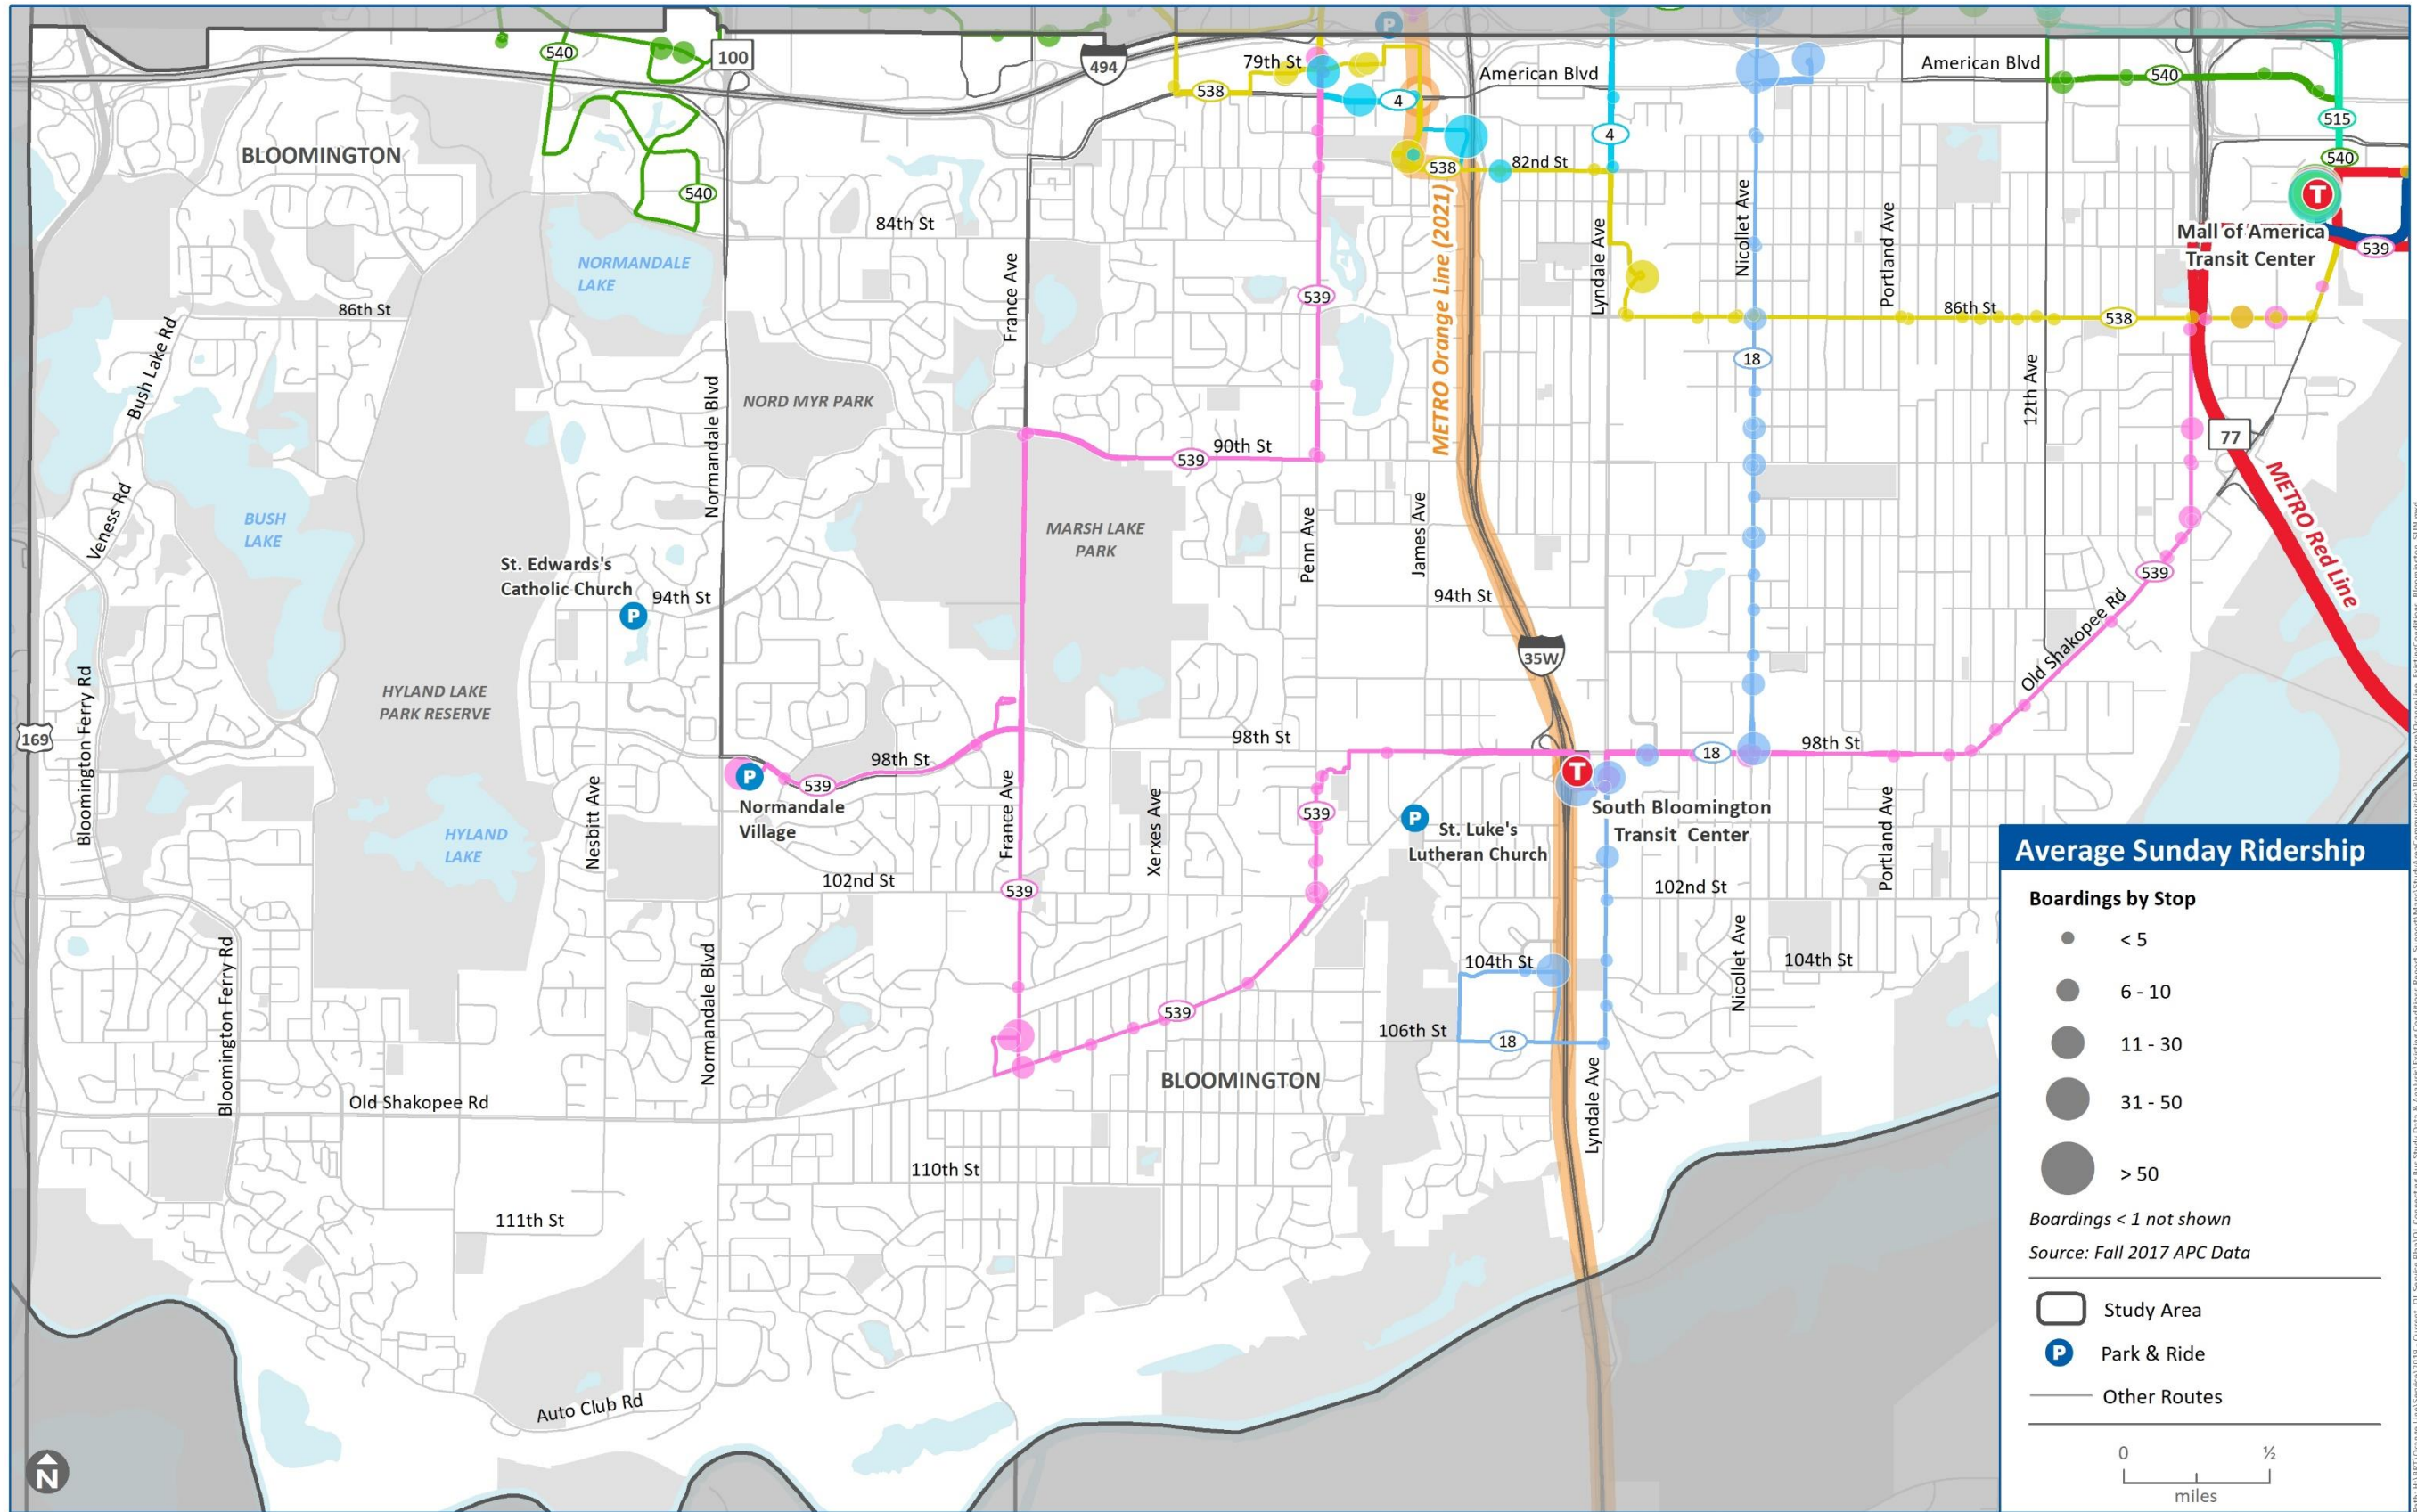 540
100
494
79th St
538
4
American Blvd
4
American Blvd
540
515
BLOOMINGTON
540
84th St
538
82nd St
540
T
Mall of America
Transit Center
539
NORMANDALE
LAKE
86th St
Bush Lake Rd
France Ave
539
METRO Orange Line (2021)
Lyndale Ave
Nicollet Ave
Portland Ave
86th St
538
18
12th Ave
77
METRO Red Line
Normandale Blvd
NORD MYR PARK
539
90th St
Veness Rd
BUSH
LAKE
MARSH LAKE
PARK
Penn Ave
James Ave
St. Edwards's
Catholic Church
P
94th St
94th St
35W
539
Old Shakopee Rd
HYLAND LAKE
PARK RESERVE
169
Bloomington Ferry Rd
98th St
98th St
18
98th St
P
539
Normandale
Village
Nesbitt Ave
France Ave
Xerxes Ave
539
P
St. Luke's
Lutheran Church
T
South Bloomington
Transit Center
Portland Ave
HYLAND
LAKE
102nd St
539
102nd St
Bloomington Ferry Rd
Normandale Blvd
104th St
Nicollet Ave
104th St
539
106th St
18
BLOOMINGTON
Lyndale Ave
Old Shakopee Rd
110th St
111th St
Auto Club Rd
N
P
Average Sunday Ridership
Boardings by Stop
< 5
6 - 10
11 - 30
31 - 50
> 50
Boardings < 1 not shown
Source: Fall 2017 APC Data
Study Area
P
Park & Ride
Other Routes
0
½
miles